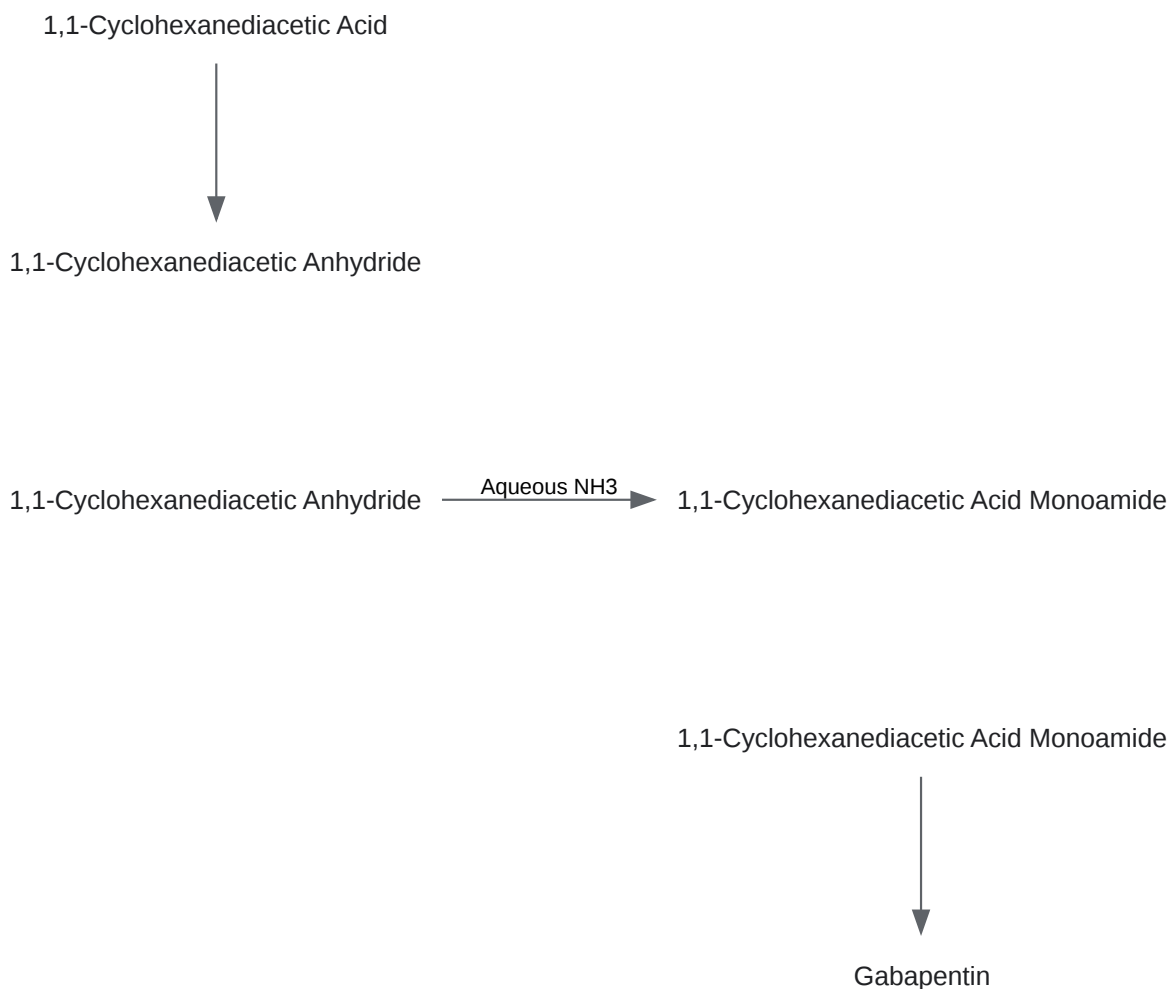 1,1-Cyclohexanediacetic Acid
1,1-Cyclohexanediacetic Anhydride
1,1-Cyclohexanediacetic Anhydride
Aqueous NH3
1,1-Cyclohexanediacetic Acid Monoamide
1,1-Cyclohexanediacetic Acid Monoamide
Gabapentin